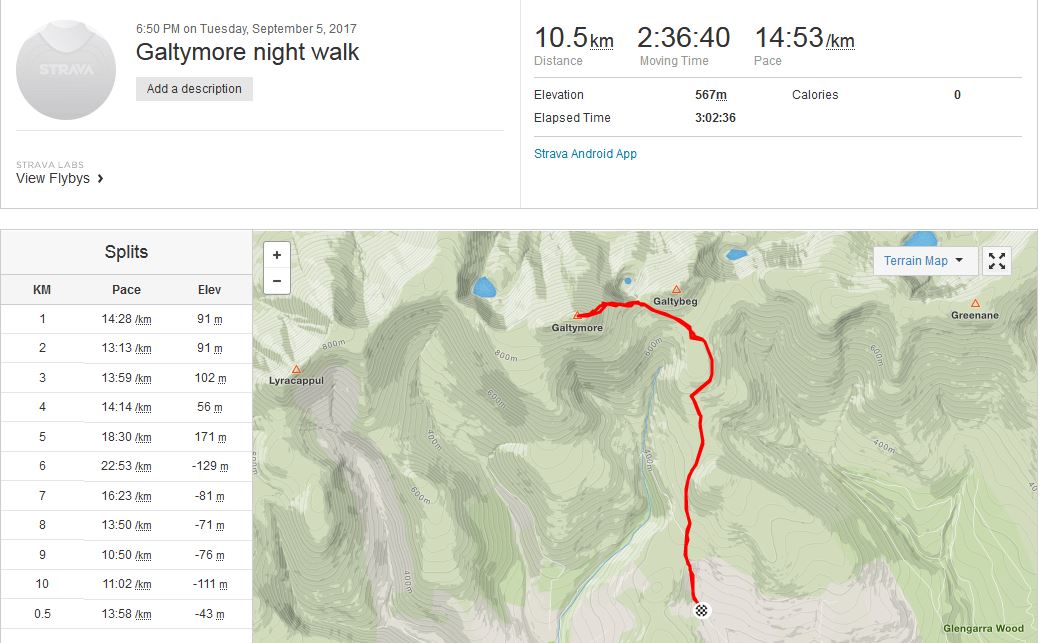 STRAVA
6:50 PM on Tuesday, September 5, 2017
Galtymore night walk
Add a description
STRAVA LABS
View Flybys
10.5km 2:36:40 14:53/km
Distance Moving Time Pace
Elevation 567m Calories 0
Elapsed Time 3:02:36
Strava Android App
Splits
KM Pace Elev
1 14:28 /km 91 m
2 13:13 /km 91 m
3 13:59 /km 102 m
4 14:14 /km 56 m
5 18:30 /km 171 m
6 22:53 /km -129 m
7 16:23 /km -81 m
8 13:50 /km -71 m
9 10:50 /km -76 m
10 11:02 /km -111 m
0.5 13:58 /km -43 m
+
−
Terrain Map
Galtybeg
Galtymore
Greenane
Lyracappul
800m
800m
600m
600m
600m
600m
400m
400m
400m
400m
Glengarra Wood